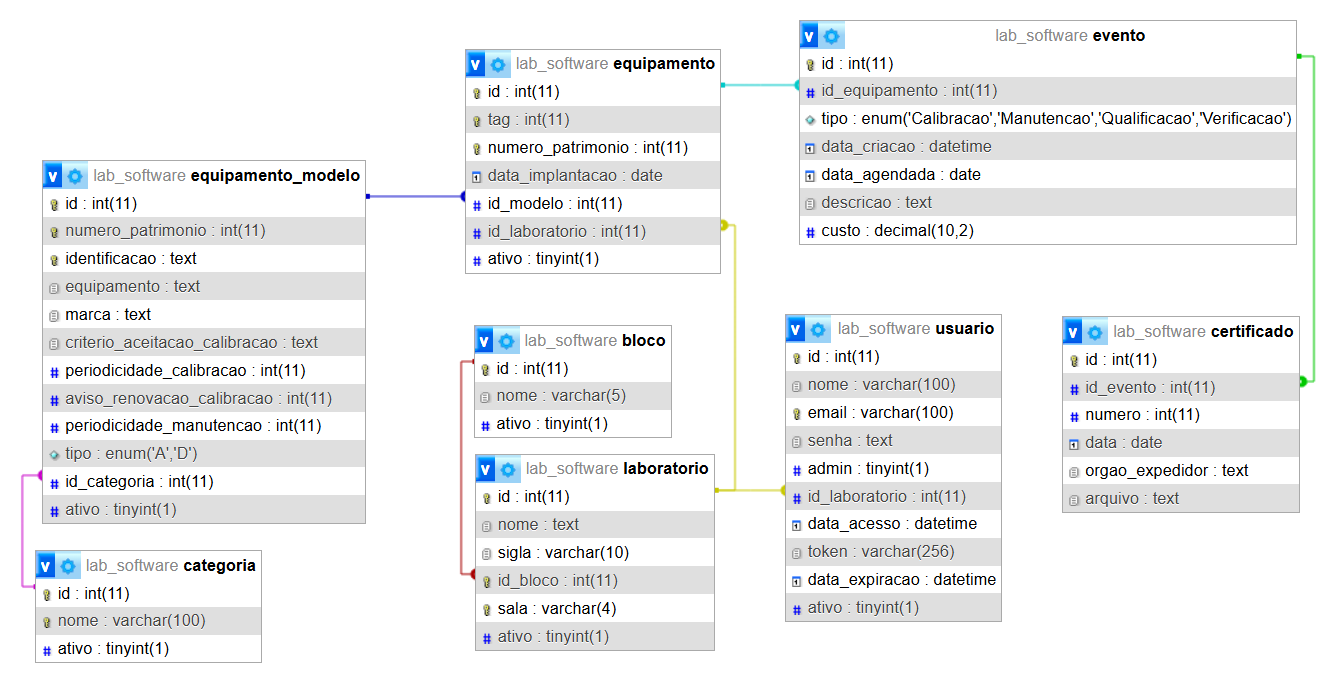 lab_software equipamento_modelo
id : int(11)
numero_patrimonio : int(11)
identificacao : text
equipamento : text
marca : text
criterio_aceitacao_calibracao : text
periodicidade_calibracao : int(11)
aviso_renovacao_calibracao : int(11)
periodicidade_manutencao : int(11)
tipo : enum('A','D')
id_categoria : int(11)
ativo : tinyint(1)
lab_software categoria
id : int(11)
nome : varchar(100)
ativo : tinyint(1)
lab_software equipamento
id : int(11)
tag : int(11)
numero_patrimonio : int(11)
data_implantacao : date
id_modelo : int(11)
id_laboratorio : int(11)
ativo : tinyint(1)
lab_software bloco
id : int(11)
nome : varchar(5)
ativo : tinyint(1)
lab_software laboratorio
id : int(11)
nome : text
sigla : varchar(10)
id_bloco : int(11)
sala : varchar(4)
ativo : tinyint(1)
lab_software evento
id : int(11)
id_equipamento : int(11)
tipo : enum('Calibracao','Manutencao','Qualificacao','Verificacao')
data_criacao : datetime
data_agendada : date
descricao : text
custo : decimal(10,2)
lab_software usuario
id : int(11)
nome : varchar(100)
email : varchar(100)
senha : text
admin : tinyint(1)
id_laboratorio : int(11)
data_acesso : datetime
token : varchar(256)
data_expiracao : datetime
ativo : tinyint(1)
lab_software certificado
id : int(11)
id_evento : int(11)
numero : int(11)
data : date
orgao_expedidor : text
arquivo : text